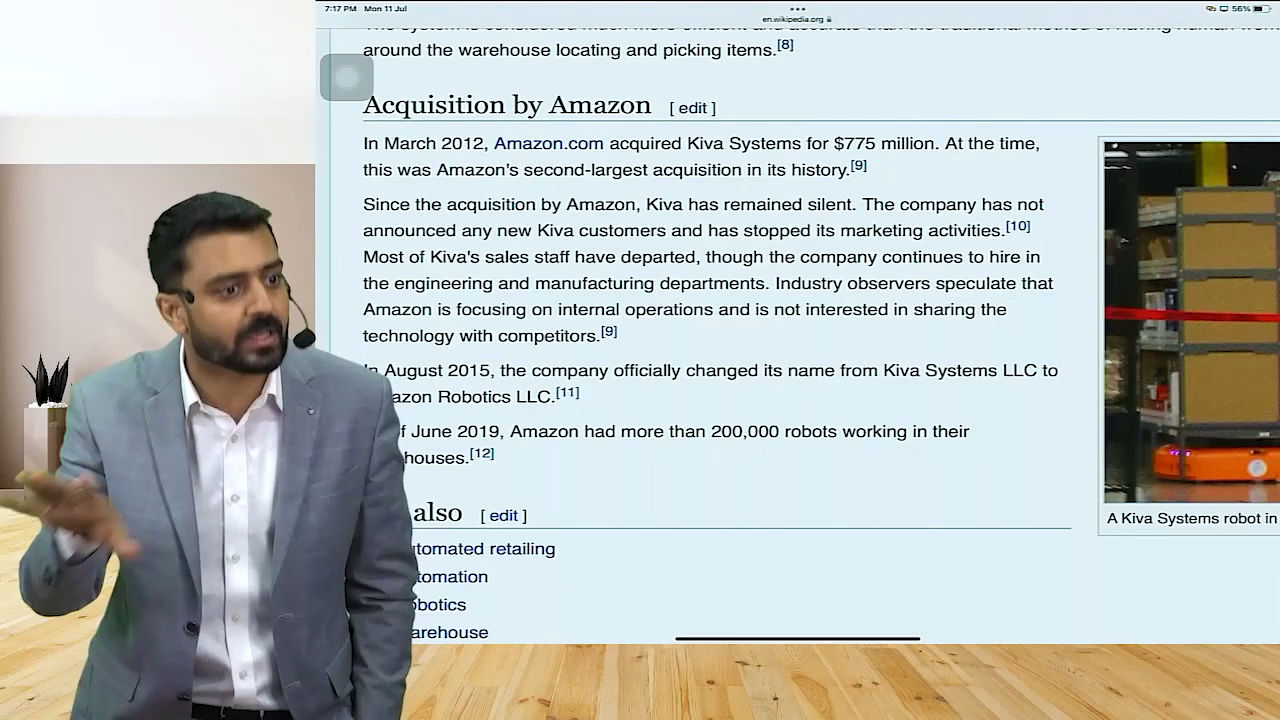 7:17 PM Mon 11 Jul
en.wikipedia.org
56%
around the warehouse locating and picking items.[8]
Acquisition by Amazon [ edit ]
In March 2012, Amazon.com acquired Kiva Systems for $775 million. At the time,
this was Amazon's second-largest acquisition in its history.[9]
Since the acquisition by Amazon, Kiva has remained silent. The company has not
announced any new Kiva customers and has stopped its marketing activities.[10]
Most of Kiva's sales staff have departed, though the company continues to hire in
the engineering and manufacturing departments. Industry observers speculate that
Amazon is focusing on internal operations and is not interested in sharing the
technology with competitors.[9]
In August 2015, the company officially changed its name from Kiva Systems LLC to
azon Robotics LLC.[11]
f June 2019, Amazon had more than 200,000 robots working in their
houses.[12]
also [ edit ]
tomated retailing
tomation
obotics
arehouse
A Kiva Systems robot in